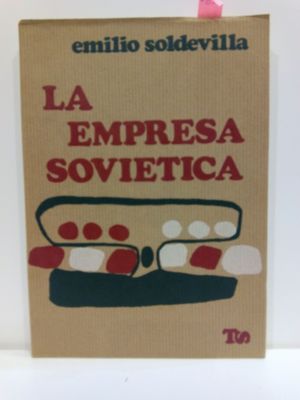 emilio soldevilla
LA
EMPRESA
SOVIETICA
TS